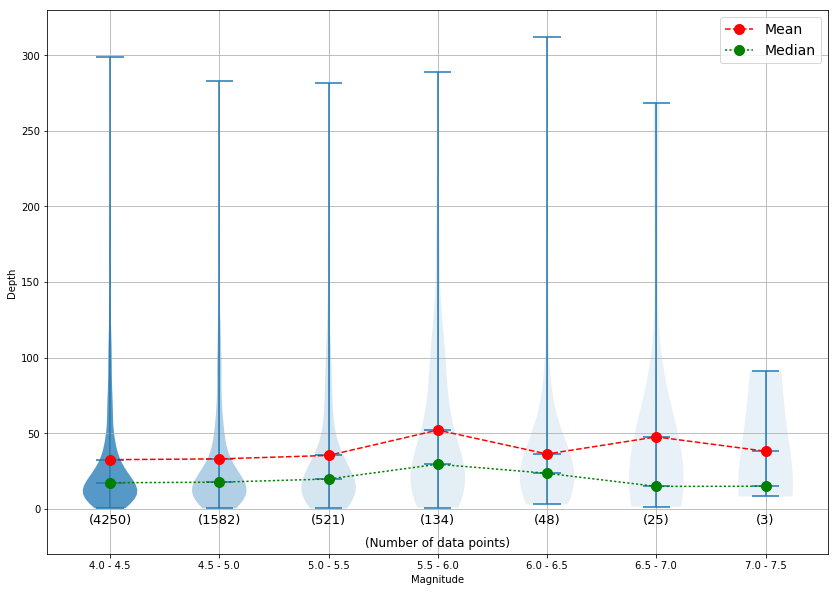 Mean
Median
300
250
200
150
100
50
0
Depth
(4250) (1582) (521) (134) (48) (25) (3)
(Number of data points)
4.0 - 4.5 4.5 - 5.0 5.0 - 5.5 5.5 - 6.0 6.0 - 6.5 6.5 - 7.0 7.0 - 7.5
Magnitude